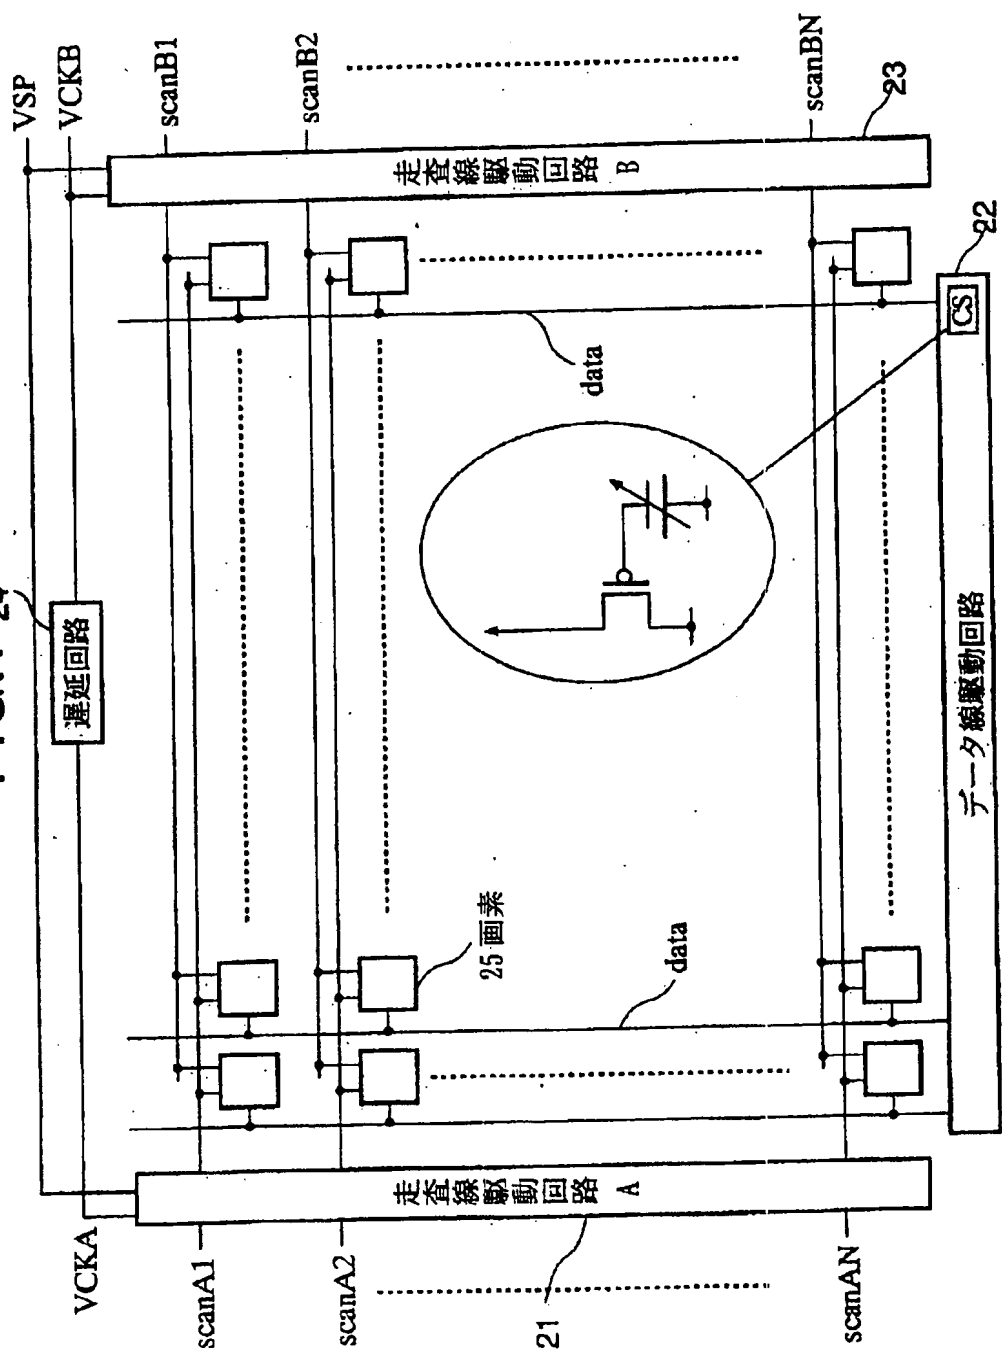 24
VSP
VCKB
遅延回路
VCKA
scanA1
scanB1
scanA2
scanB2
scanAN
scanBN
走査線駆動回路 A
走査線駆動回路 B
21
23
25 画素
data
data
22
CS
データ線駆動回路